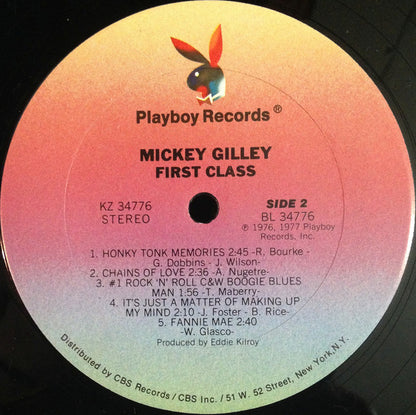 Playboy Records®
MICKEY GILLEY
FIRST CLASS
KZ 34776
STEREO
SIDE 2
BL 34776
℗ 1976, 1977 Playboy
Records, Inc.
1. HONKY TONK MEMORIES 2:45 -R. Bourke -
G. Dobbins - J. Wilson-
2. CHAINS OF LOVE 2:36 -A. Nugetre-
3. #1 ROCK 'N' ROLL C&W BOOGIE BLUES
MAN 1:56 -T. Maberry-
4. IT'S JUST A MATTER OF MAKING UP
MY MIND 2:10 -J. Foster - B. Rice-
5. FANNIE MAE 2:40
-W. Glasco-
Produced by Eddie Kilroy
Distributed by CBS Records / CBS Inc. / 51 W. 52 Street, New York, N.Y.